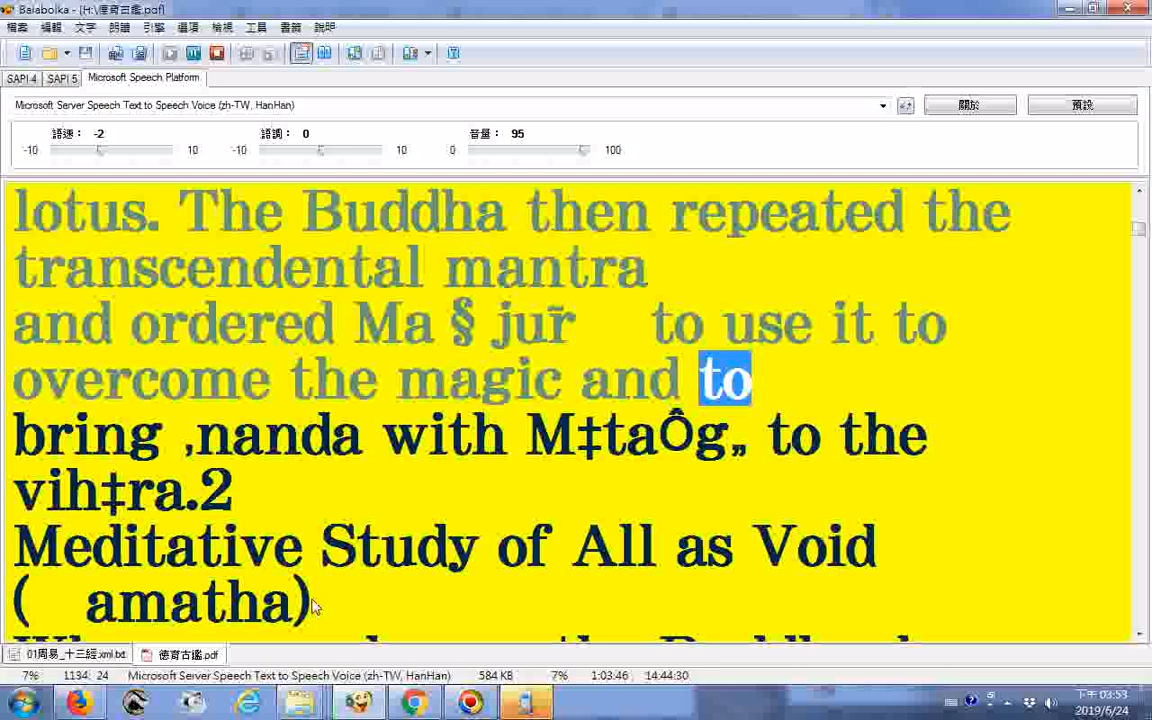 Balabolka - [H:\德育古鑑.pdf]
檔案 編輯 文字 朗讀 引擎 選項 檢視 工具 書籤 說明
SAPI 4 SAPI 5 Microsoft Speech Platform
Microsoft Server Speech Text to Speech Voice (zh-TW, HanHan) 關於 預設
語速： -2 語調： 0 音量： 95
-10 10 -10 10 0 100
lotus. The Buddha then repeated the
transcendental mantra
and ordered Ma § jur̄ to use it to
overcome the magic and to
bring ‚nanda with M‡taÔg„ to the
vih‡ra.2
Meditative Study of All as Void
( amatha)
01周易_十三經.xml.txt 德育古鑑.pdf
7% 1134: 24 Microsoft Server Speech Text to Speech Voice (zh-TW, HanHan) 584 KB 7% 1:03:46 14:44:30
下午 03:53
2019/6/24